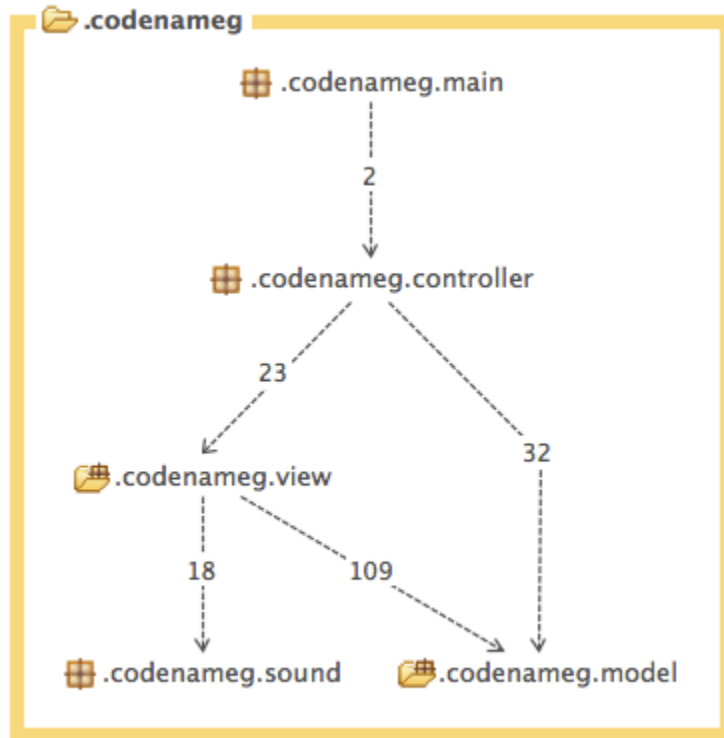 .codenameg
.codenameg.main
2
.codenameg.controller
23
32
.codenameg.view
18
109
.codenameg.sound
.codenameg.model